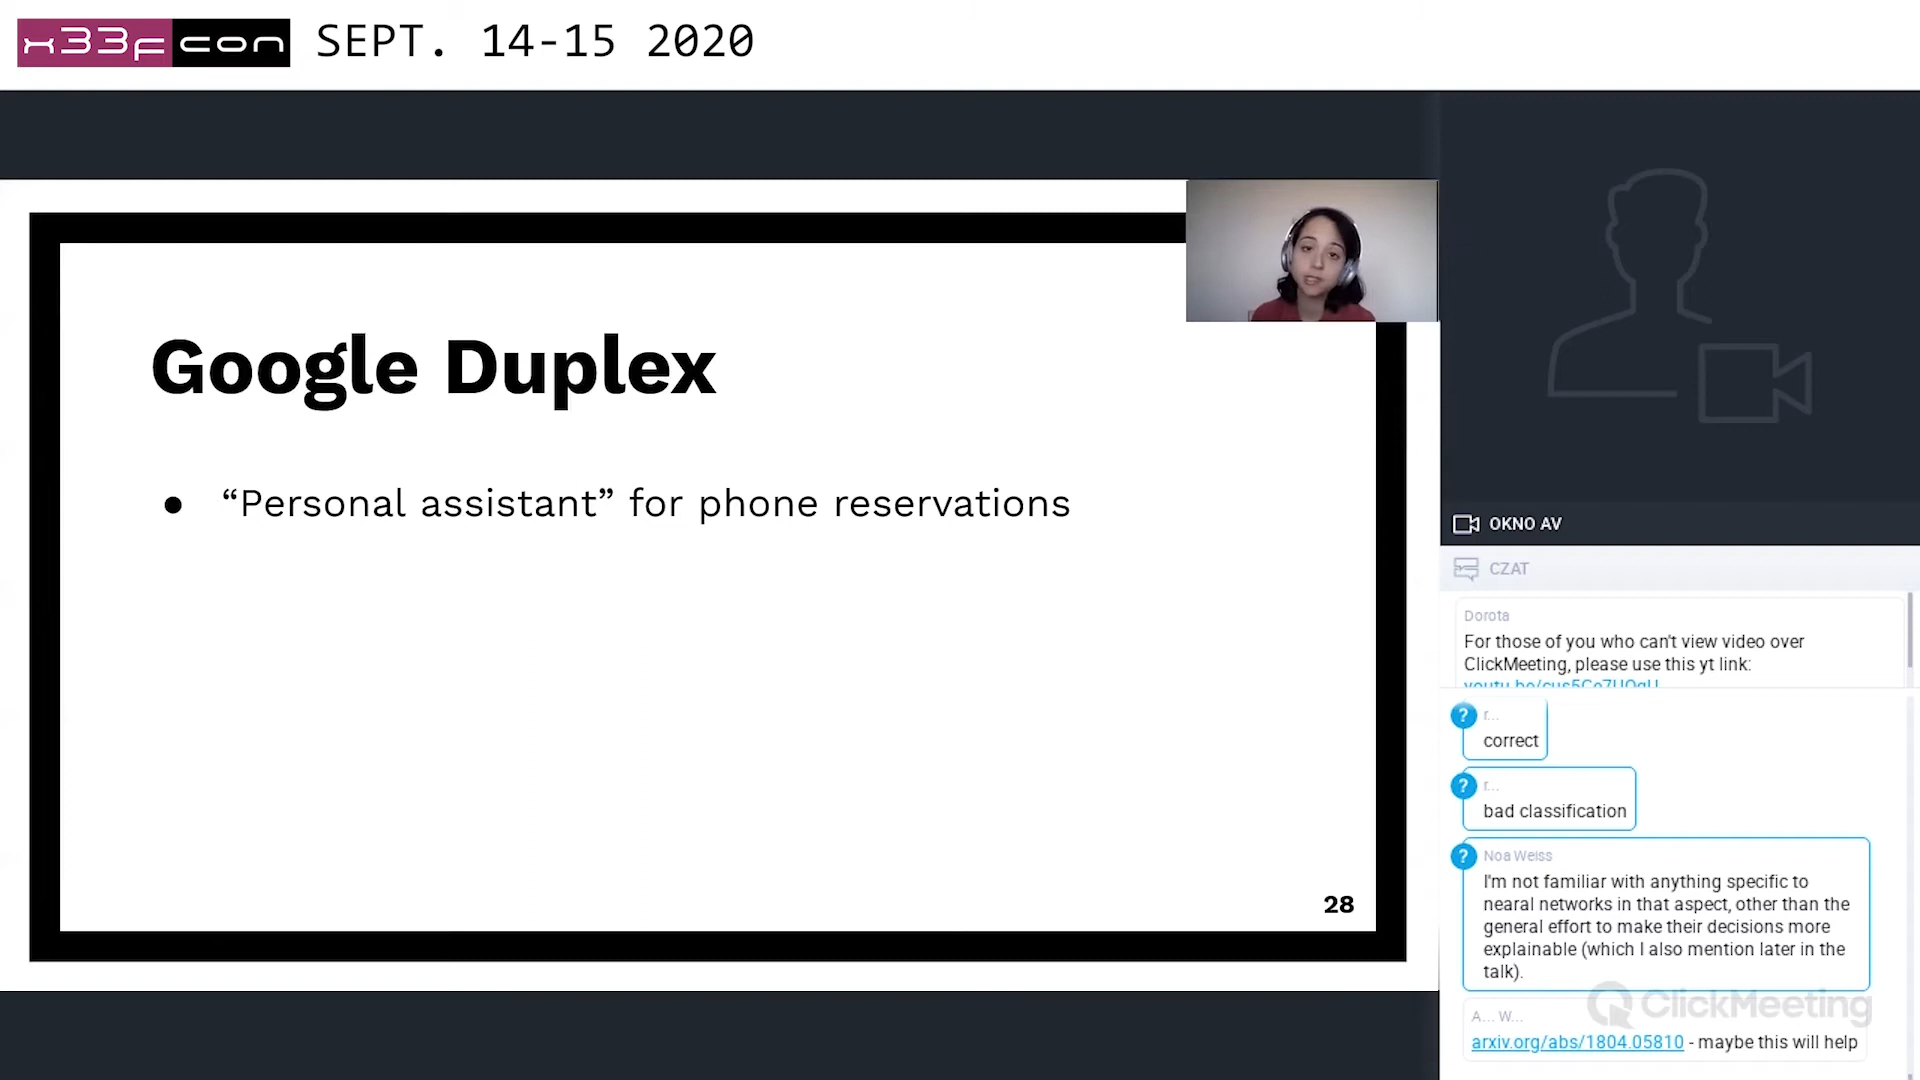 x33fcon SEPT. 14-15 2020
Google Duplex
● “Personal assistant” for phone reservations
28
OKNO AV
CZAT
Dorota
For those of you who can't view video over
ClickMeeting, please use this yt link:
? r...
correct
? r...
bad classification
? Noa Weiss
I'm not familiar with anything specific to
nearal networks in that aspect, other than the
general effort to make their decisions more
explainable (which I also mention later in the
talk).
ClickMeeting
A... W...
arxiv.org/abs/1804.05810 - maybe this will help